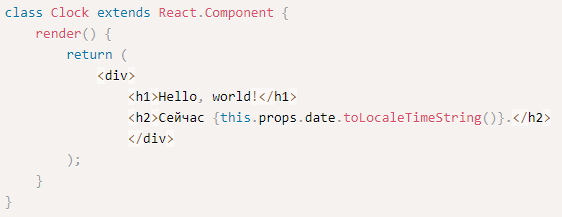 class Clock extends React.Component {
    render() {
        return (
            <div>
                <h1>Hello, world!</h1>
                <h2>Сейчас {this.props.date.toLocaleTimeString()}.</h2>
                </div>
        );
    }
}